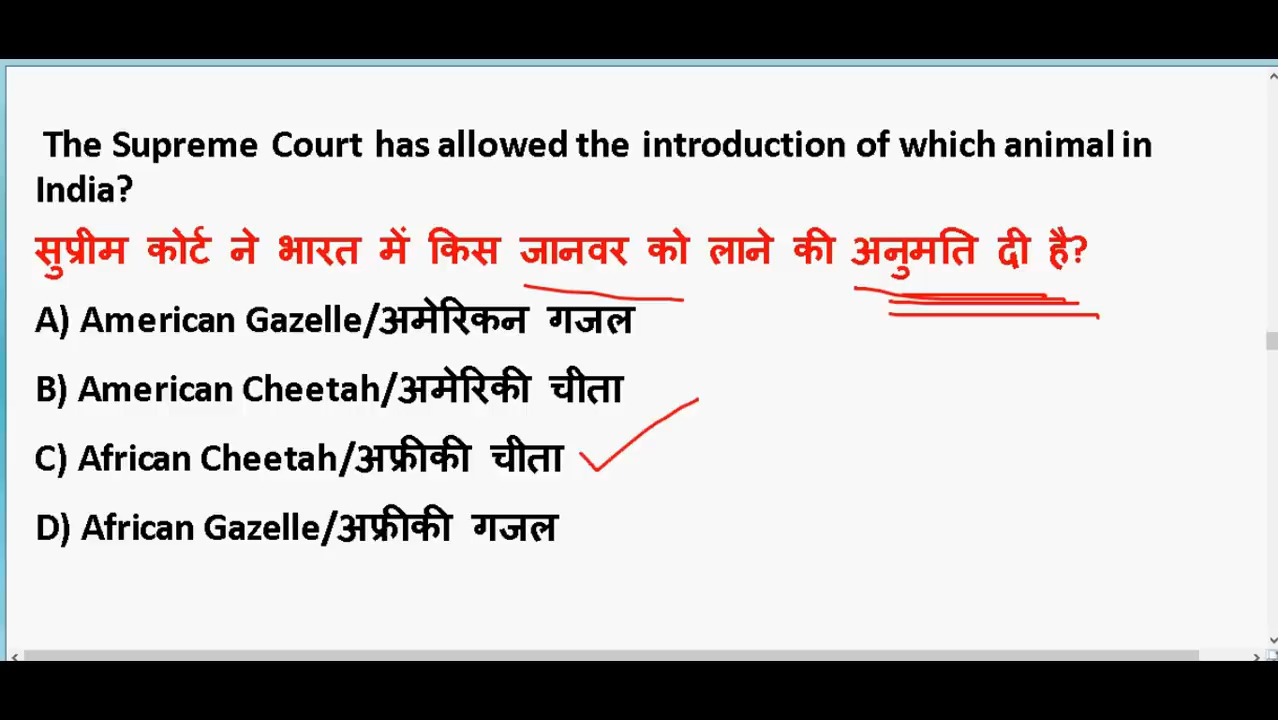 The Supreme Court has allowed the introduction of which animal in
India?
सुप्रीम कोर्ट ने भारत में किस जानवर को लाने की अनुमति दी है?
A) American Gazelle/अमेरिकन गजल
B) American Cheetah/अमेरिकी चीता
C) African Cheetah/अफ्रीकी चीता
D) African Gazelle/अफ्रीकी गजल